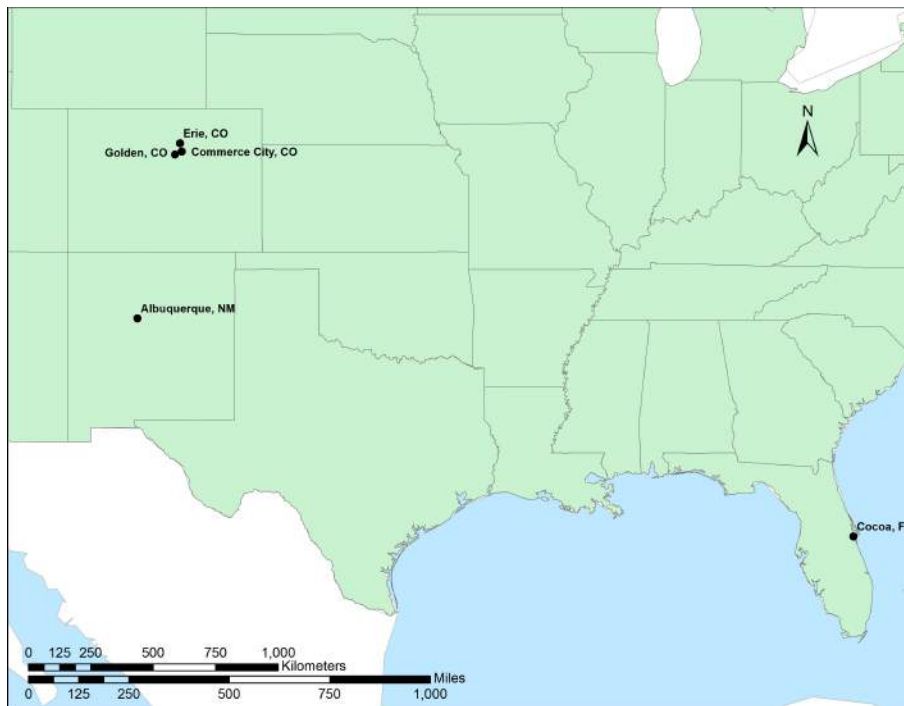 N
Erie, CO
Golden, CO
Commerce City, CO
Albuquerque, NM
Cocoa, F
0 125 250 500 750 1,000
Kilometers
Miles
0 125 250 500 750 1,000